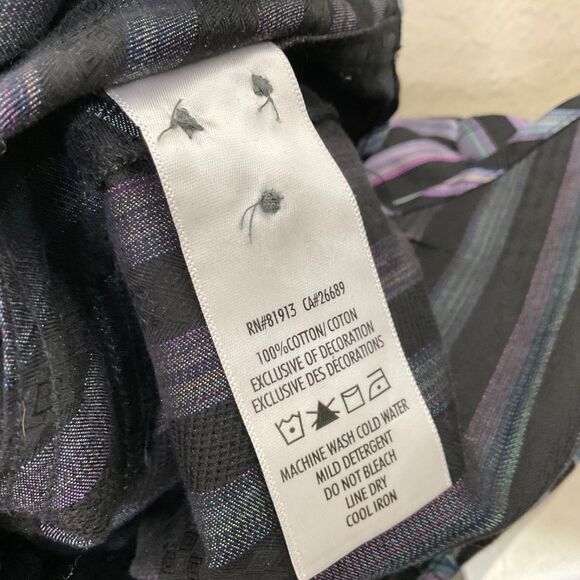 RN#81913 CA#26689
100%COTTON/COTON
EXCLUSIVE OF DECORATION
EXCLUSIVE DES DÉCORATIONS
MACHINE WASH COLD WATER
MILD DETERGENT
DO NOT BLEACH
LINE DRY
COOL IRON